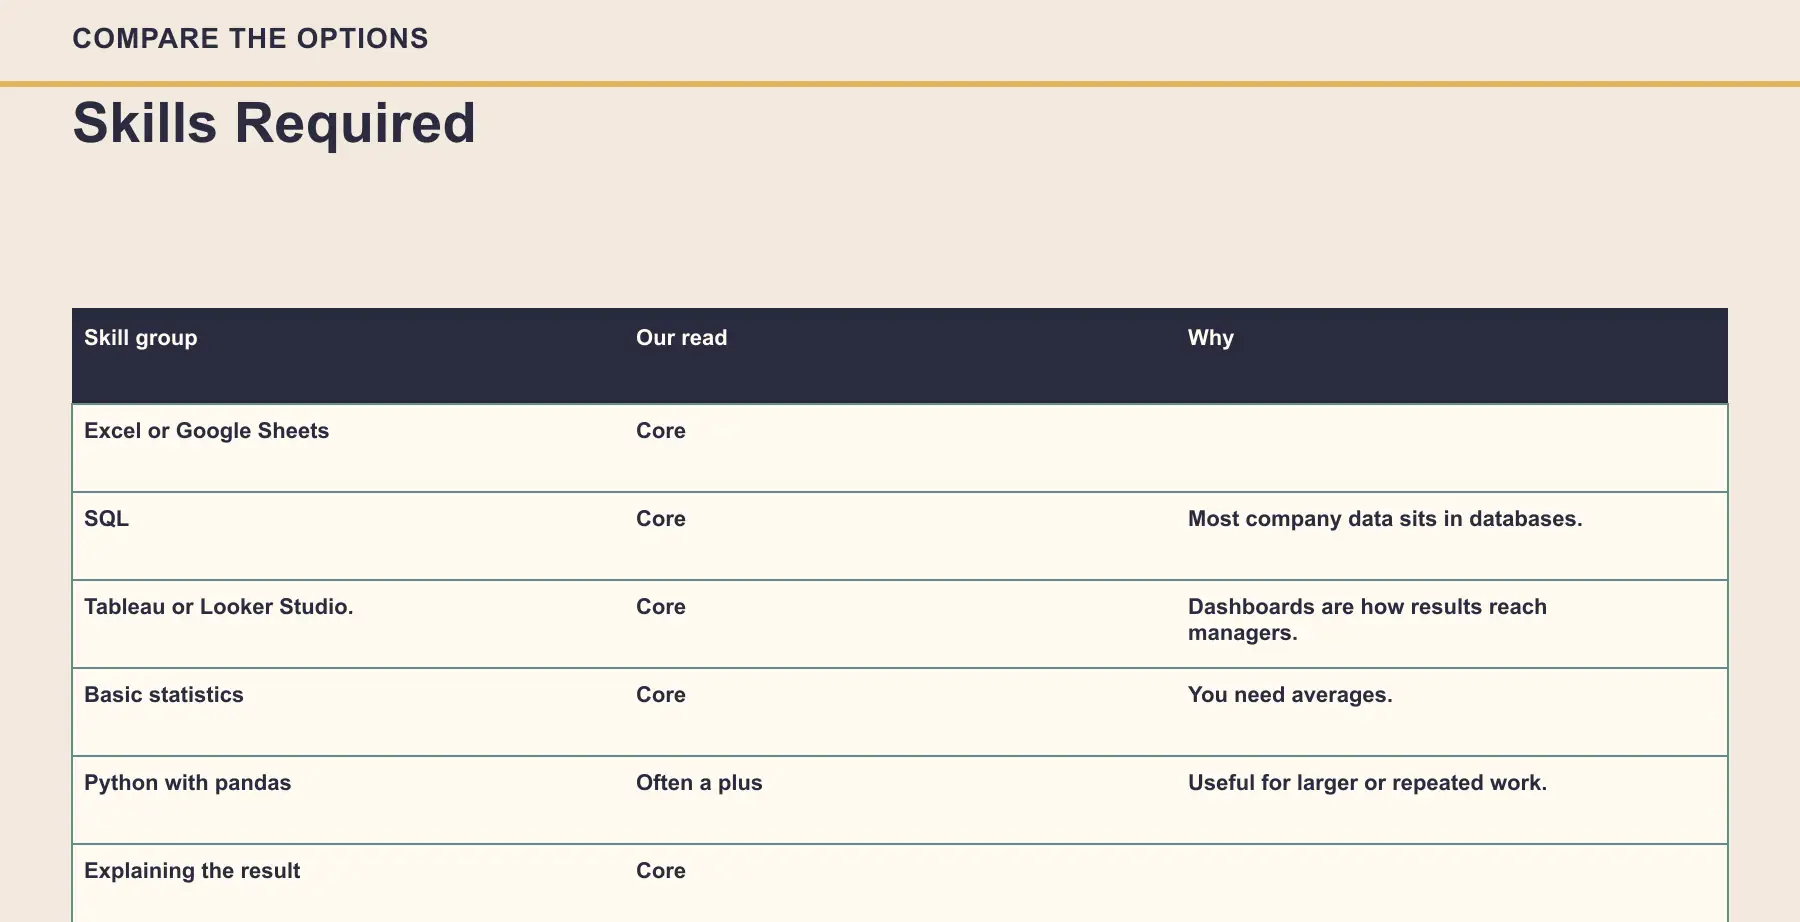 COMPARE THE OPTIONS
Skills Required
Skill group Our read Why
Excel or Google Sheets Core
SQL Core Most company data sits in databases.
Tableau or Looker Studio. Core Dashboards are how results reach
managers.
Basic statistics Core You need averages.
Python with pandas Often a plus Useful for larger or repeated work.
Explaining the result Core